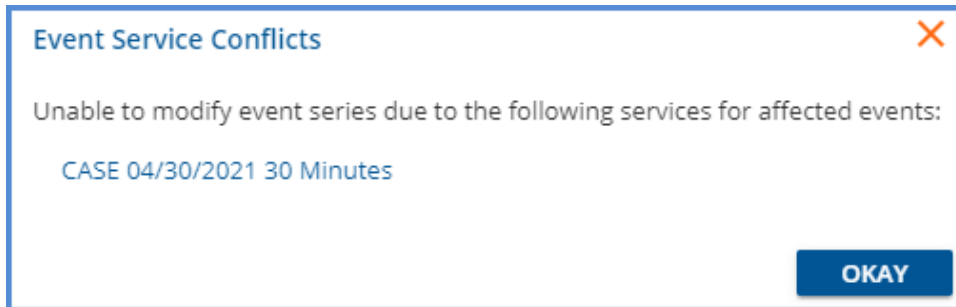 Event Service Conflicts
Unable to modify event series due to the following services for affected events:
CASE 04/30/2021 30 Minutes
OKAY